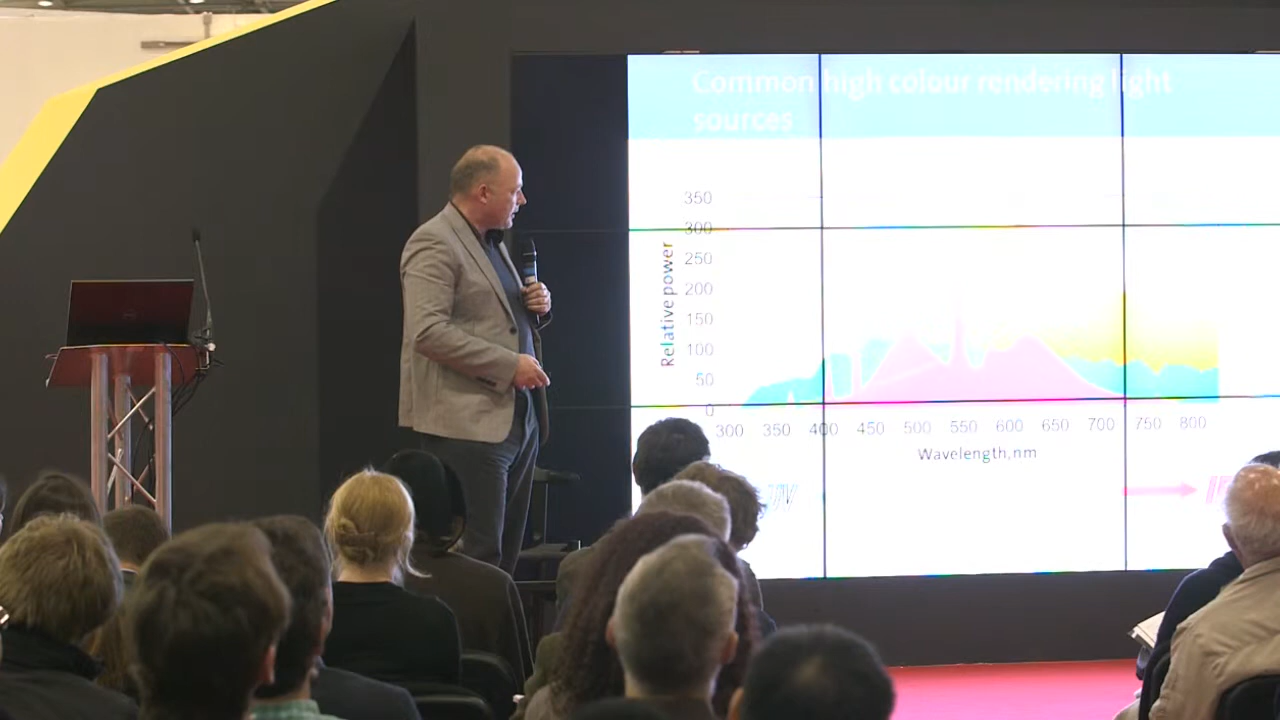 Common high colour rendering light
sources
350
300
250
200
150
100
50
0
Relative power
300 350 400 450 500 550 600 650 700 750 800
Wavelength, nm
UV